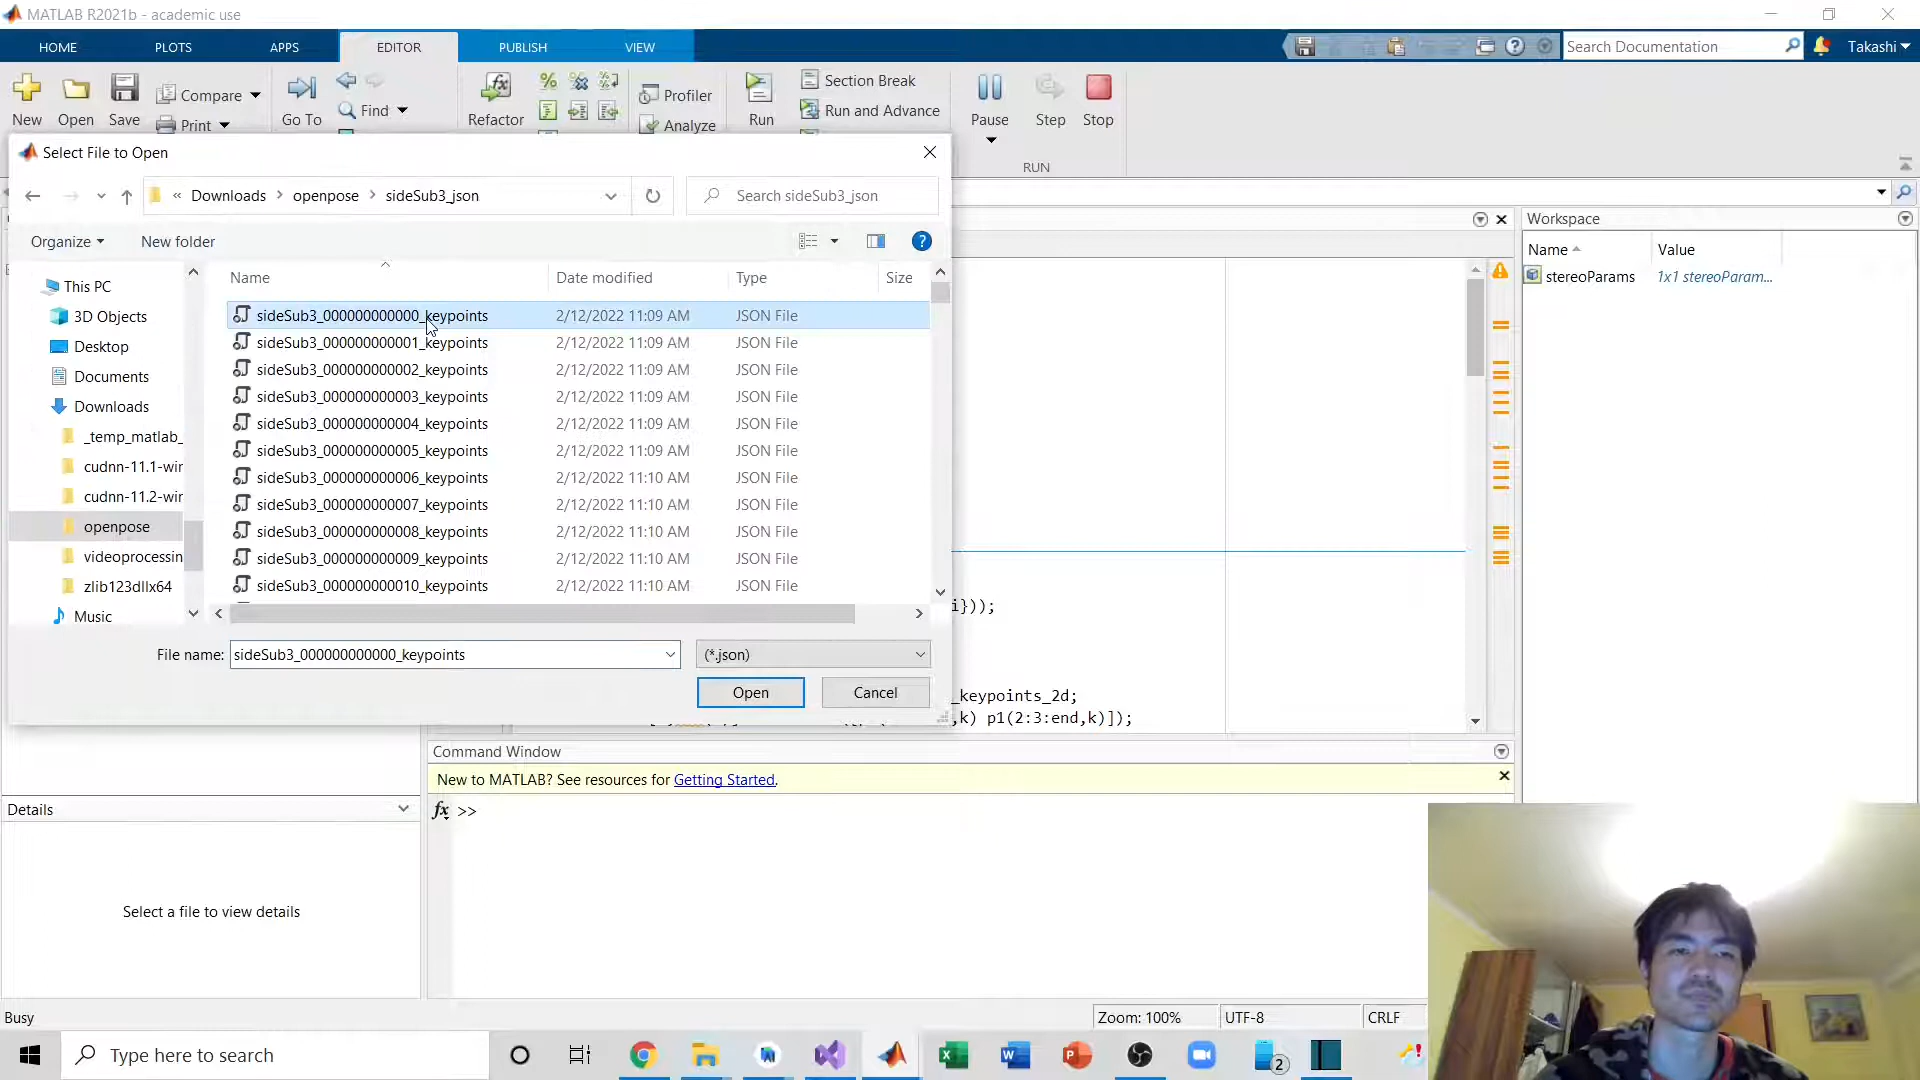 MATLAB R2021b - academic use
HOME PLOTS APPS EDITOR PUBLISH VIEW
Search Documentation
Takashi
New Open Save
Compare
Print
Go To
Find
Refactor
Profiler
Analyze
Run
Section Break
Run and Advance
Pause Step Stop
RUN
Select File to Open
« Downloads > openpose > sideSub3_json
Search sideSub3_json
Organize
New folder
This PC
3D Objects
Desktop
Documents
Downloads
_temp_matlab_
cudnn-11.1-wir
cudnn-11.2-wir
openpose
videoprocessin
zlib123dllx64
Music
Name Date modified Type Size
sideSub3_000000000000_keypoints 2/12/2022 11:09 AM JSON File
sideSub3_000000000001_keypoints 2/12/2022 11:09 AM JSON File
sideSub3_000000000002_keypoints 2/12/2022 11:09 AM JSON File
sideSub3_000000000003_keypoints 2/12/2022 11:09 AM JSON File
sideSub3_000000000004_keypoints 2/12/2022 11:09 AM JSON File
sideSub3_000000000005_keypoints 2/12/2022 11:09 AM JSON File
sideSub3_000000000006_keypoints 2/12/2022 11:10 AM JSON File
sideSub3_000000000007_keypoints 2/12/2022 11:10 AM JSON File
sideSub3_000000000008_keypoints 2/12/2022 11:10 AM JSON File
sideSub3_000000000009_keypoints 2/12/2022 11:10 AM JSON File
sideSub3_000000000010_keypoints 2/12/2022 11:10 AM JSON File
File name: sideSub3_000000000000_keypoints
(*.json)
Open Cancel
i}));
_keypoints_2d;
,k) p1(2:3:end,k)]);
Workspace
Name Value
stereoParams 1x1 stereoParam...
Command Window
New to MATLAB? See resources for Getting Started.
fx >>
Details
Select a file to view details
Busy
Zoom: 100% UTF-8 CRLF
Type here to search
2